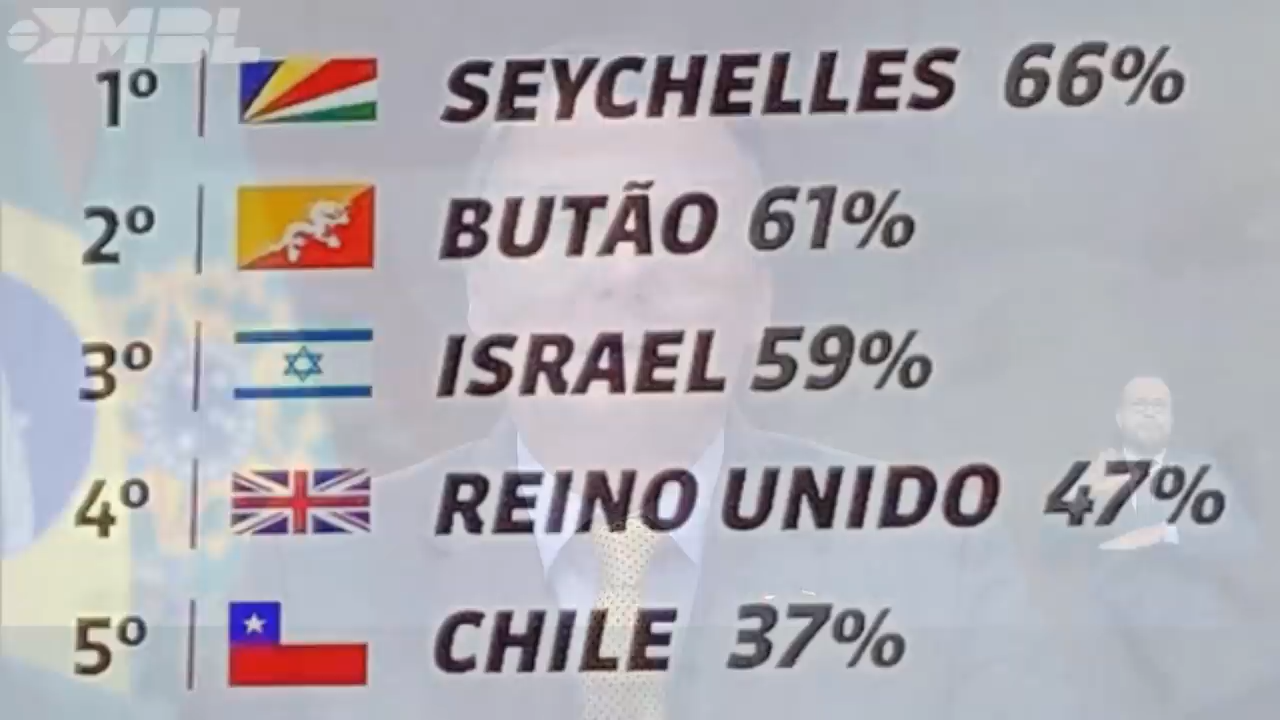 MBL
1º SEYCHELLES 66%
2º BUTÃO 61%
3º ISRAEL 59%
4º REINO UNIDO 47%
5º CHILE 37%